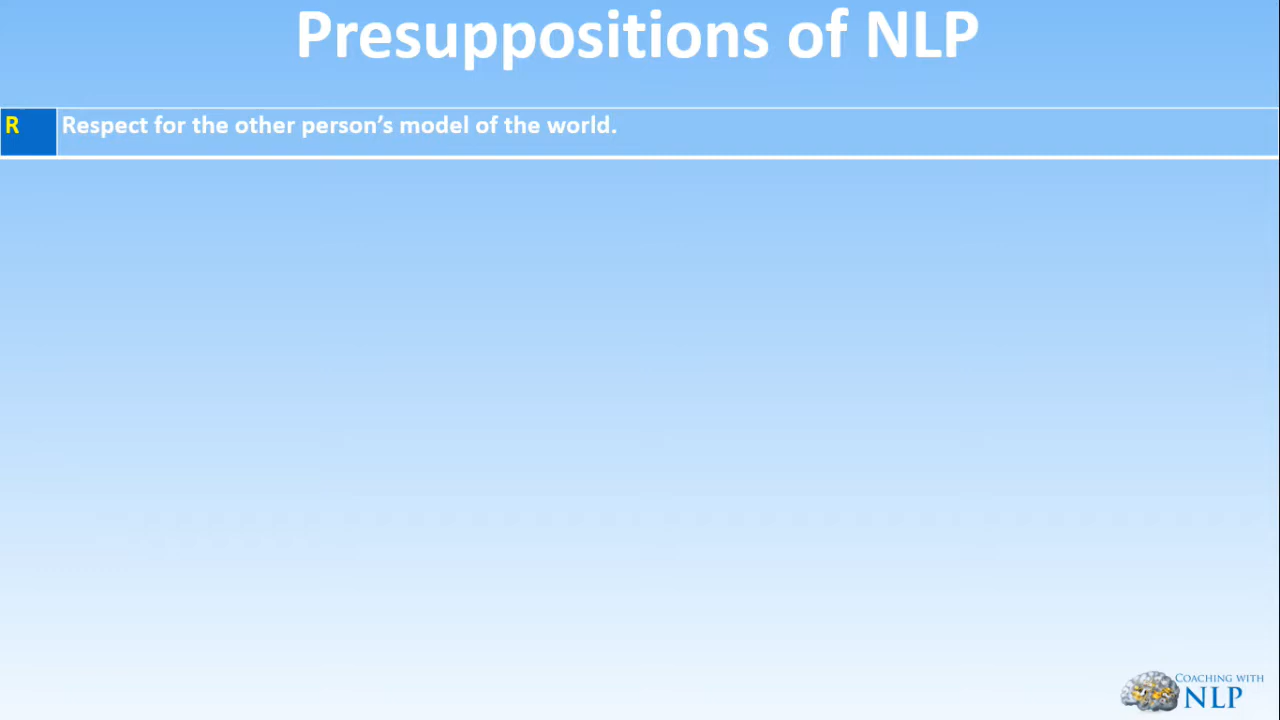 Presuppositions of NLP
R Respect for the other person’s model of the world.
COACHING WITH
NLP